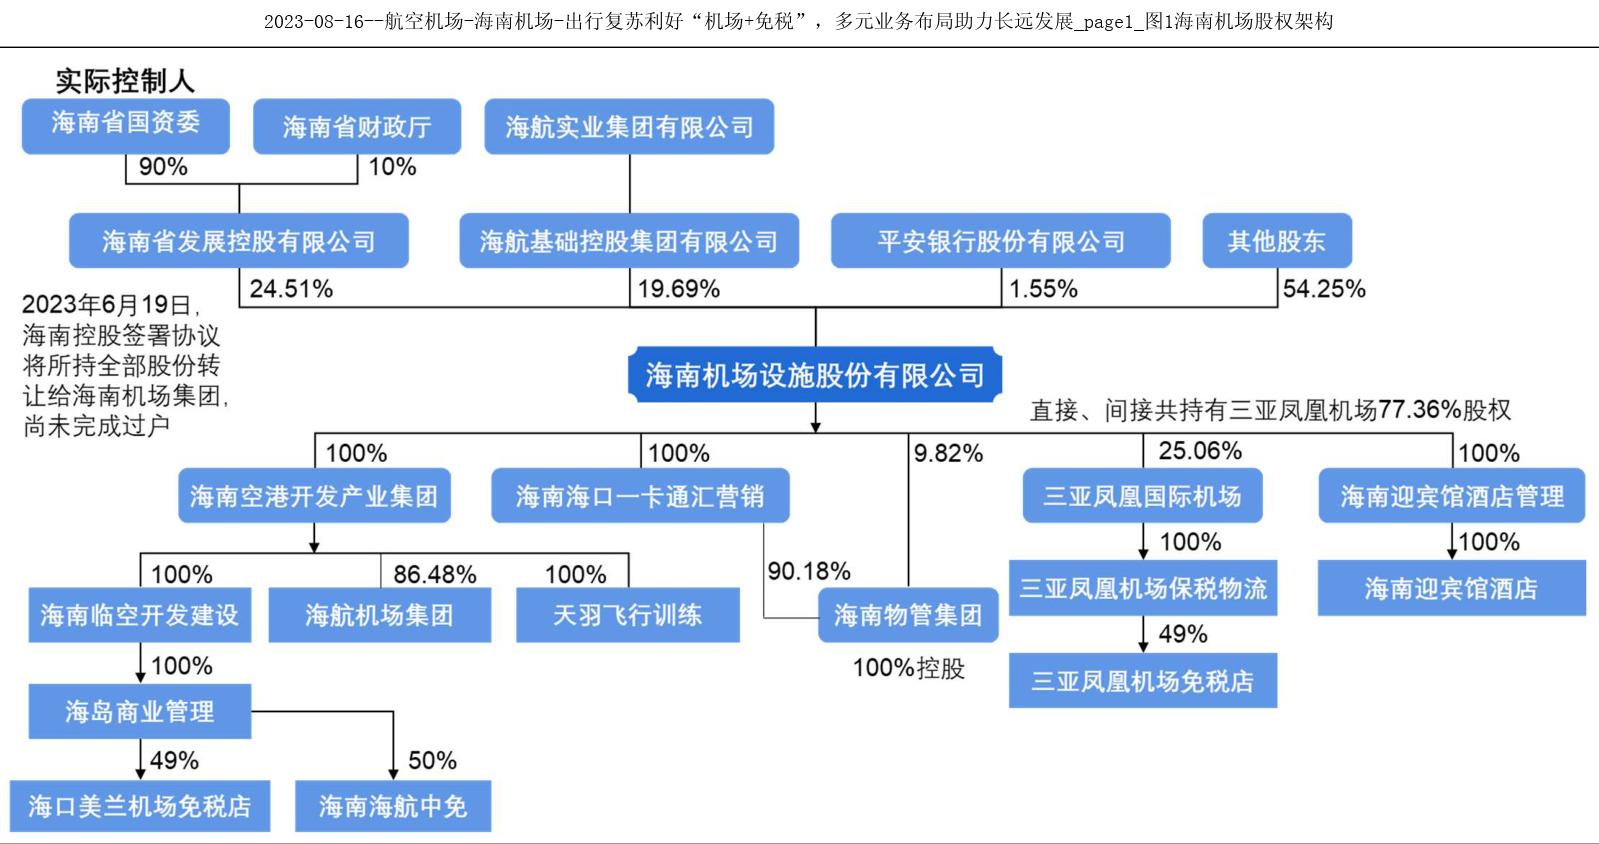 2023-08-16--航空机场-海南机场-出行复苏利好“机场+免税”，多元业务布局助力长远发展_page1_图1海南机场股权架构
实际控制人
海南省国资委
海南省财政厅
海航实业集团有限公司
90%
10%
海南省发展控股有限公司
海航基础控股集团有限公司
平安银行股份有限公司
其他股东
24.51%
19.69%
1.55%
54.25%
2023年6月19日，
海南控股签署协议
将所持全部股份转
让给海南机场集团，
尚未完成过户
海南机场设施股份有限公司
直接、间接共持有三亚凤凰机场77.36%股权
100%
100%
9.82%
25.06%
100%
海南空港开发产业集团
海南海口一卡通汇营销
三亚凤凰国际机场
海南迎宾馆酒店管理
100%
100%
100%
86.48%
100%
90.18%
三亚凤凰机场保税物流
海南迎宾馆酒店
海南临空开发建设
海航机场集团
天羽飞行训练
海南物管集团
49%
100%
100%控股
三亚凤凰机场免税店
海岛商业管理
49%
50%
海口美兰机场免税店
海南海航中免